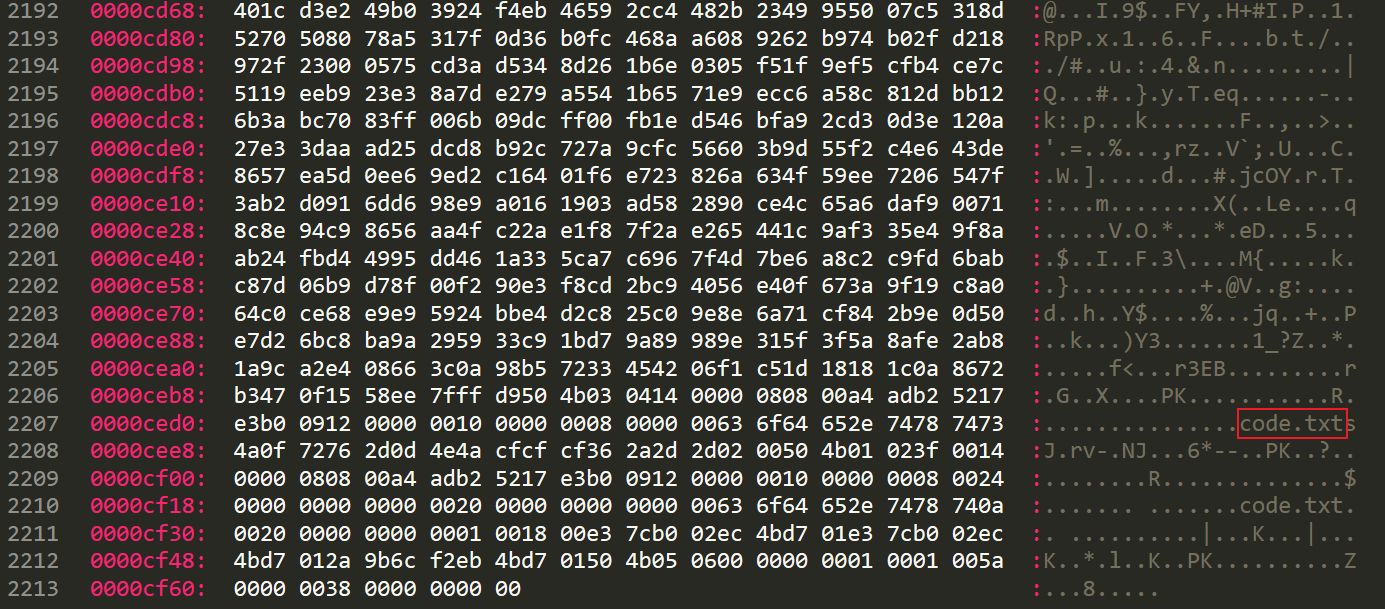 2192 0000cd68: 401c d3e2 49b0 3924 f4eb 4659 2cc4 482b 2349 9550 07c5 318d :@...I.9$..FY,.H+#I.P..1.
2193 0000cd80: 5270 5080 78a5 317f 0d36 b0fc 468a a608 9262 b974 b02f d218 :RpP.x.1..6..F....b.t./..
2194 0000cd98: 972f 2300 0575 cd3a d534 8d26 1b6e 0305 f51f 9ef5 cfb4 ce7c :./#..u.:.4.&.n.........|
2195 0000cdb0: 5119 eeb9 23e3 8a7d e279 a554 1b65 71e9 ecc6 a58c 812d bb12 :Q...#..}.y.T.eq......-..
2196 0000cdc8: 6b3a bc70 83ff 006b 09dc ff00 fb1e d546 bfa9 2cd3 0d3e 120a :k:.p...k.......F..,..>..
2197 0000cde0: 27e3 3daa ad25 dcd8 b92c 727a 9cfc 5660 3b9d 55f2 c4e6 43de :'.=..%...,rz..V`;.U...C.
2198 0000cdf8: 8657 ea5d 0ee6 9ed2 c164 01f6 e723 826a 634f 59ee 7206 547f :.W.].....d...#.jcOY.r.T.
2199 0000ce10: 3ab2 d091 6dd6 98e9 a016 1903 ad58 2890 ce4c 65a6 daf9 0071 ::...m........X(..Le....q
2200 0000ce28: 8c8e 94c9 8656 aa4f c22a e1f8 7f2a e265 441c 9af3 35e4 9f8a :.....V.O.*...*.eD...5...
2201 0000ce40: ab24 fbd4 4995 dd46 1a33 5ca7 c696 7f4d 7be6 a8c2 c9fd 6bab :.$..I..F.3\....M{.....k.
2202 0000ce58: c87d 06b9 d78f 00f2 90e3 f8cd 2bc9 4056 e40f 673a 9f19 c8a0 :.}..........+.@V..g:....
2203 0000ce70: 64c0 ce68 e9e9 5924 bbe4 d2c8 25c0 9e8e 6a71 cf84 2b9e 0d50 :d..h..Y$....%...jq..+..P
2204 0000ce88: e7d2 6bc8 ba9a 2959 33c9 1bd7 9a89 989e 315f 3f5a 8afe 2ab8 :..k...)Y3.......1_?Z..*.
2205 0000cea0: 1a9c a2e4 0866 3c0a 98b5 7233 4542 06f1 c51d 1818 1c0a 8672 :.....f<...r3EB.........r
2206 0000ceb8: b347 0f15 58ee 7fff d950 4b03 0414 0000 0808 00a4 adb2 5217 :.G..X....PK...........R.
2207 0000ced0: e3b0 0912 0000 0010 0000 0008 0000 0063 6f64 652e 7478 7473 :...............code.txts
2208 0000cee8: 4a0f 7276 2d0d 4e4a cfcf cf36 2a2d 2d02 0050 4b01 023f 0014 :J.rv-.NJ...6*--..PK..?..
2209 0000cf00: 0000 0808 00a4 adb2 5217 e3b0 0912 0000 0010 0000 0008 0024 :........R..............$
2210 0000cf18: 0000 0000 0000 0020 0000 0000 0000 0063 6f64 652e 7478 740a :....... .......code.txt.
2211 0000cf30: 0020 0000 0000 0001 0018 00e3 7cb0 02ec 4bd7 01e3 7cb0 02ec :. ..........|...K...|...
2212 0000cf48: 4bd7 012a 9b6c f2eb 4bd7 0150 4b05 0600 0000 0001 0001 005a :K..*.l..K..PK..........Z
2213 0000cf60: 0000 0038 0000 0000 00 :...8.....